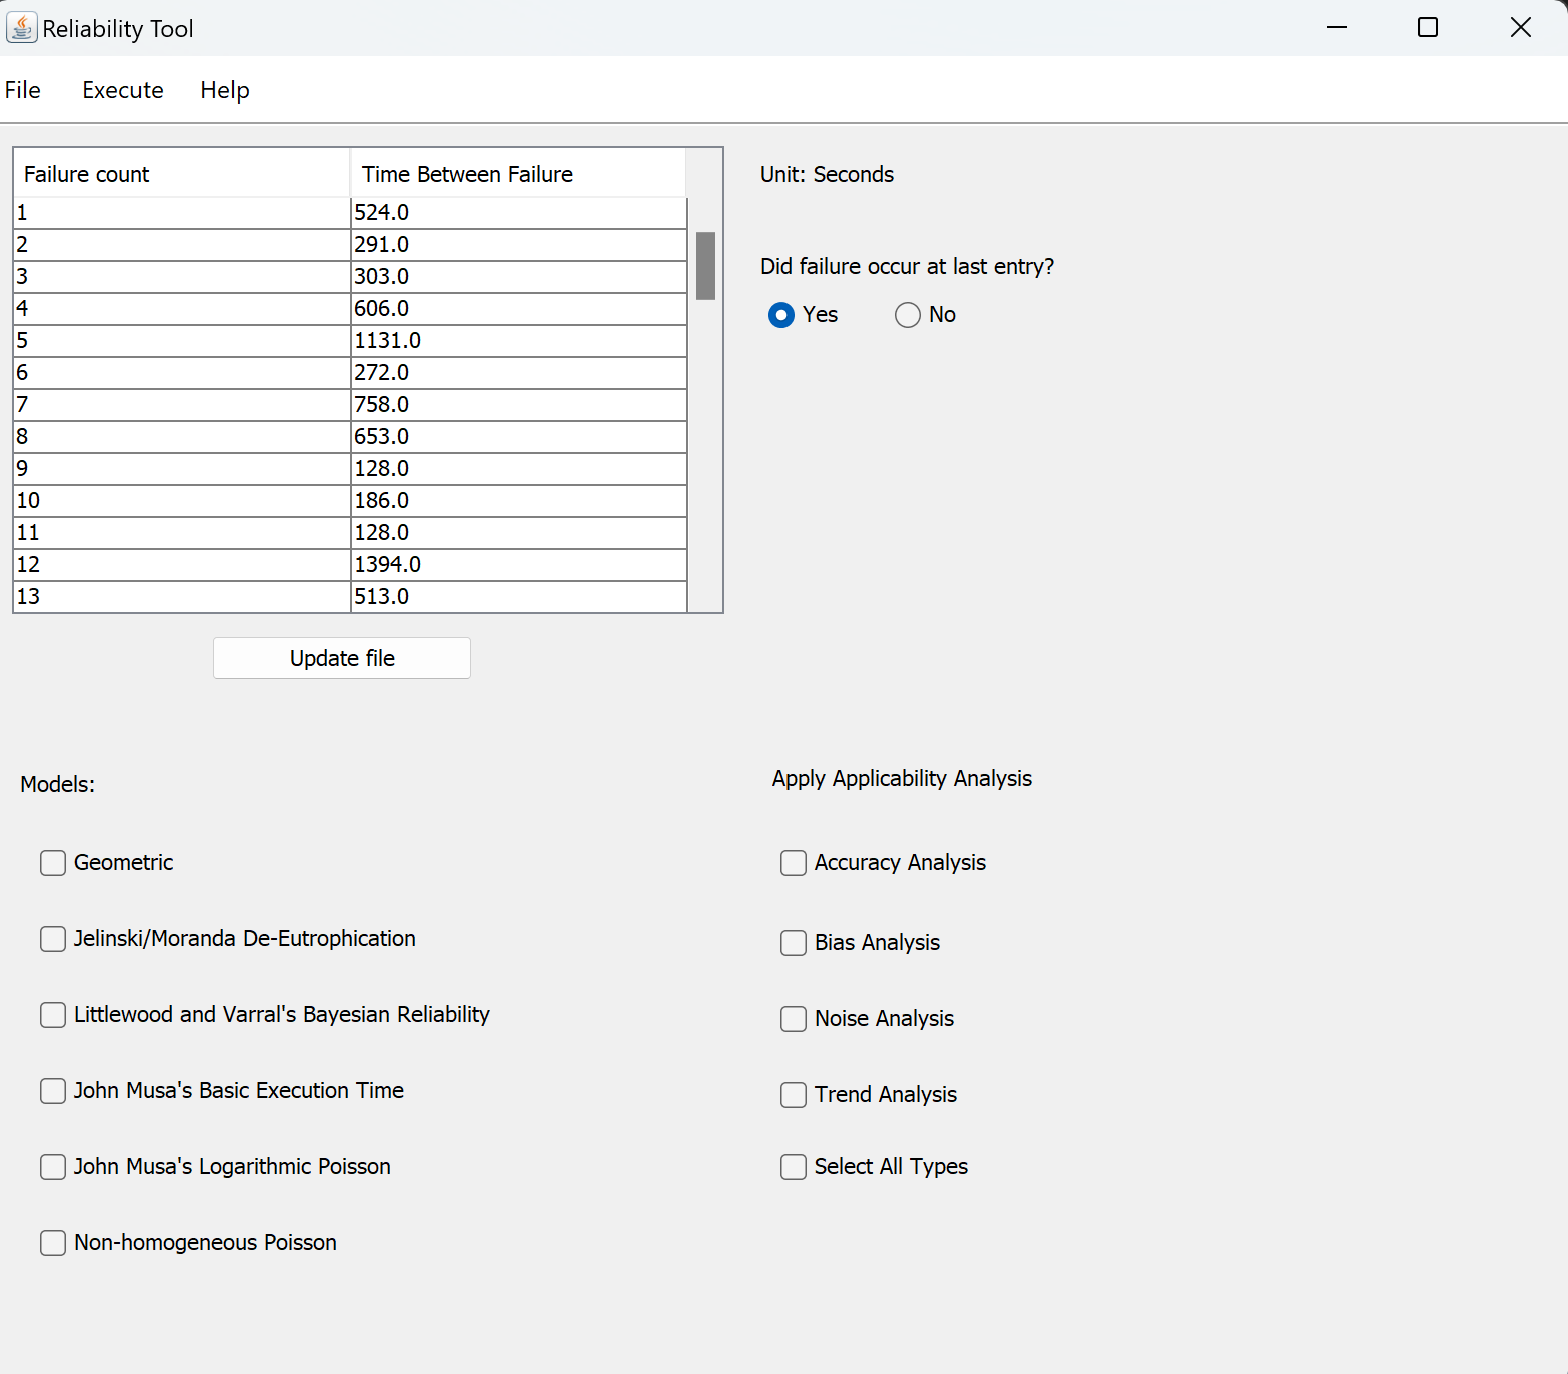 Reliability Tool
File Execute Help
Failure count Time Between Failure
1 524.0
2 291.0
3 303.0
4 606.0
5 1131.0
6 272.0
7 758.0
8 653.0
9 128.0
10 186.0
11 128.0
12 1394.0
13 513.0
Update file
Unit: Seconds
Did failure occur at last entry?
Yes No
Models:
Geometric
Jelinski/Moranda De-Eutrophication
Littlewood and Varral's Bayesian Reliability
John Musa's Basic Execution Time
John Musa's Logarithmic Poisson
Non-homogeneous Poisson
Apply Applicability Analysis
Accuracy Analysis
Bias Analysis
Noise Analysis
Trend Analysis
Select All Types